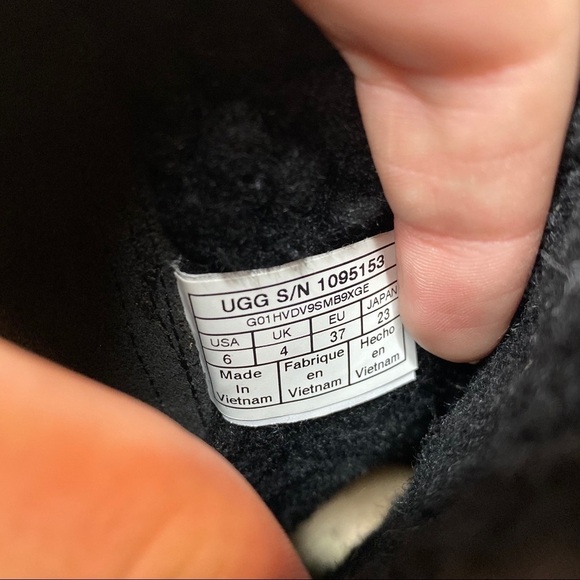 UGG S/N 1095153
G01HVDV9SMB9XGE
USA UK EU JAPAN
6 4 37 23
Made In Vietnam Fabrique en Vietnam Hecho en Vietnam